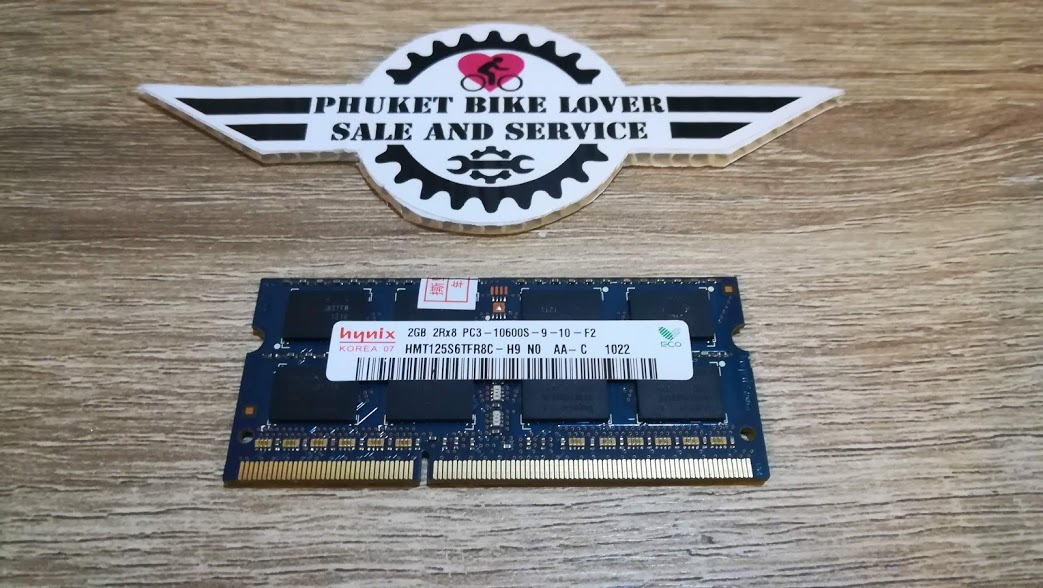 PHUKET BIKE LOVER
SALE AND SERVICE
hynix
KOREA 07
2GB 2Rx8 PC3-10600S-9-10-F2
HMT125S6TFR8C-H9 N0 AA-C 1022
ECO